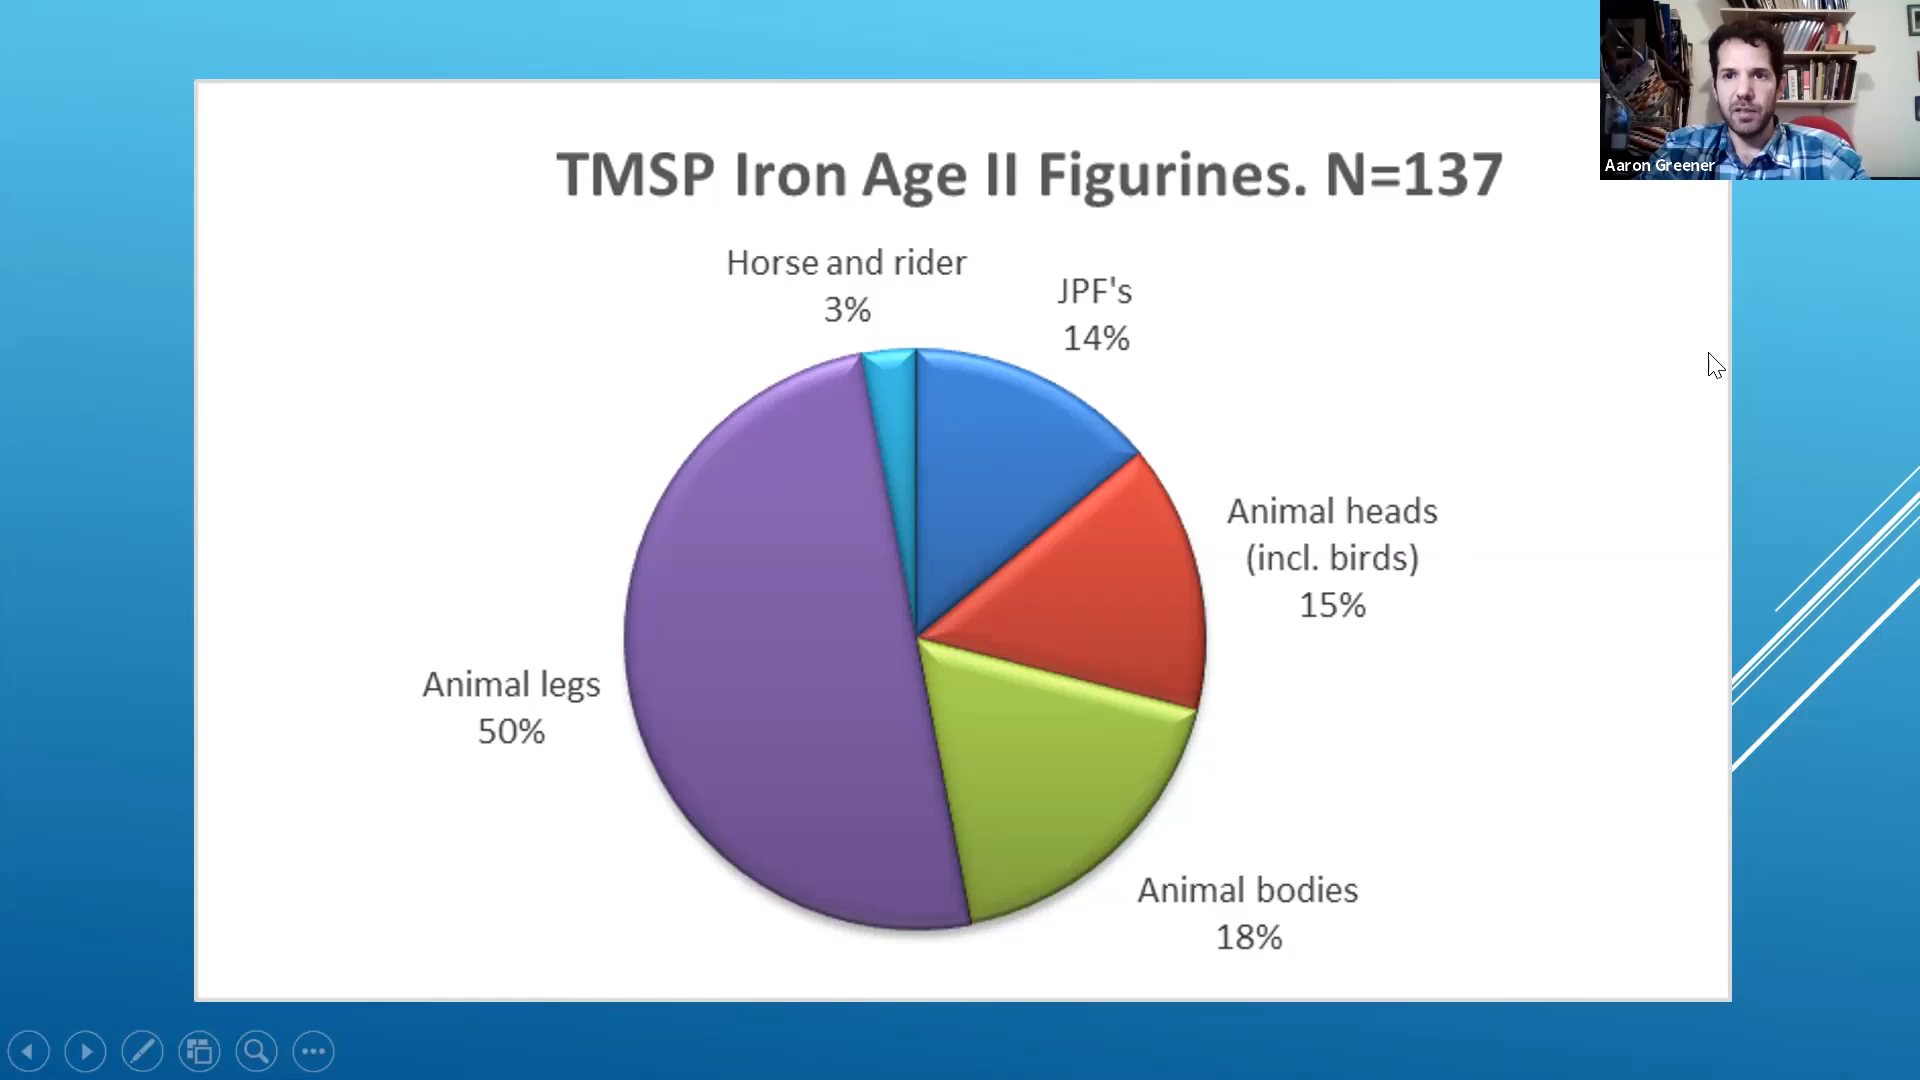 TMSP Iron Age II Figurines. N=137
Horse and rider
3%
JPF's
14%
Animal heads
(incl. birds)
15%
Animal legs
50%
Animal bodies
18%
Aaron Greener